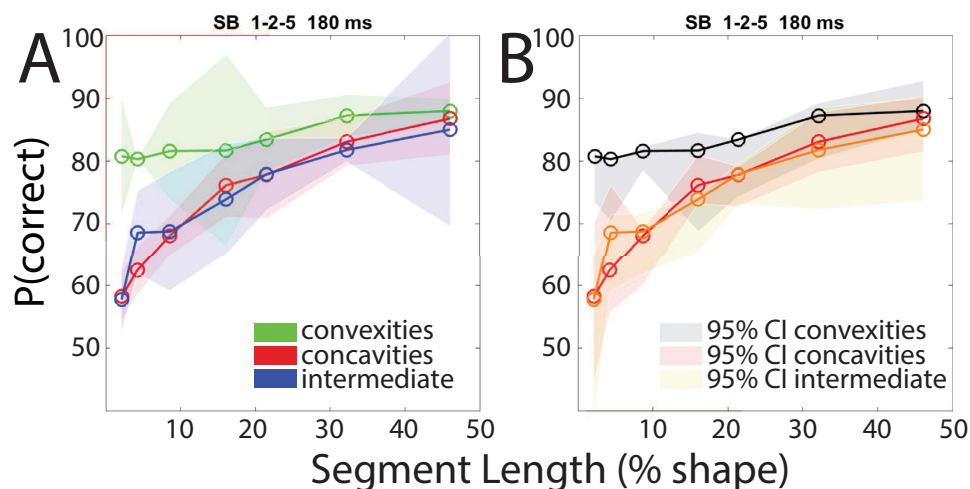 SB 1-2-5 180 ms
A
100
90
80
70
60
50
10 20 30 40 50
P(correct)
convexities
concavities
intermediate
SB 1-2-5 180 ms
B
100
90
80
70
60
50
10 20 30 40 50
95% CI convexities
95% CI concavities
95% CI intermediate
Segment Length (% shape)